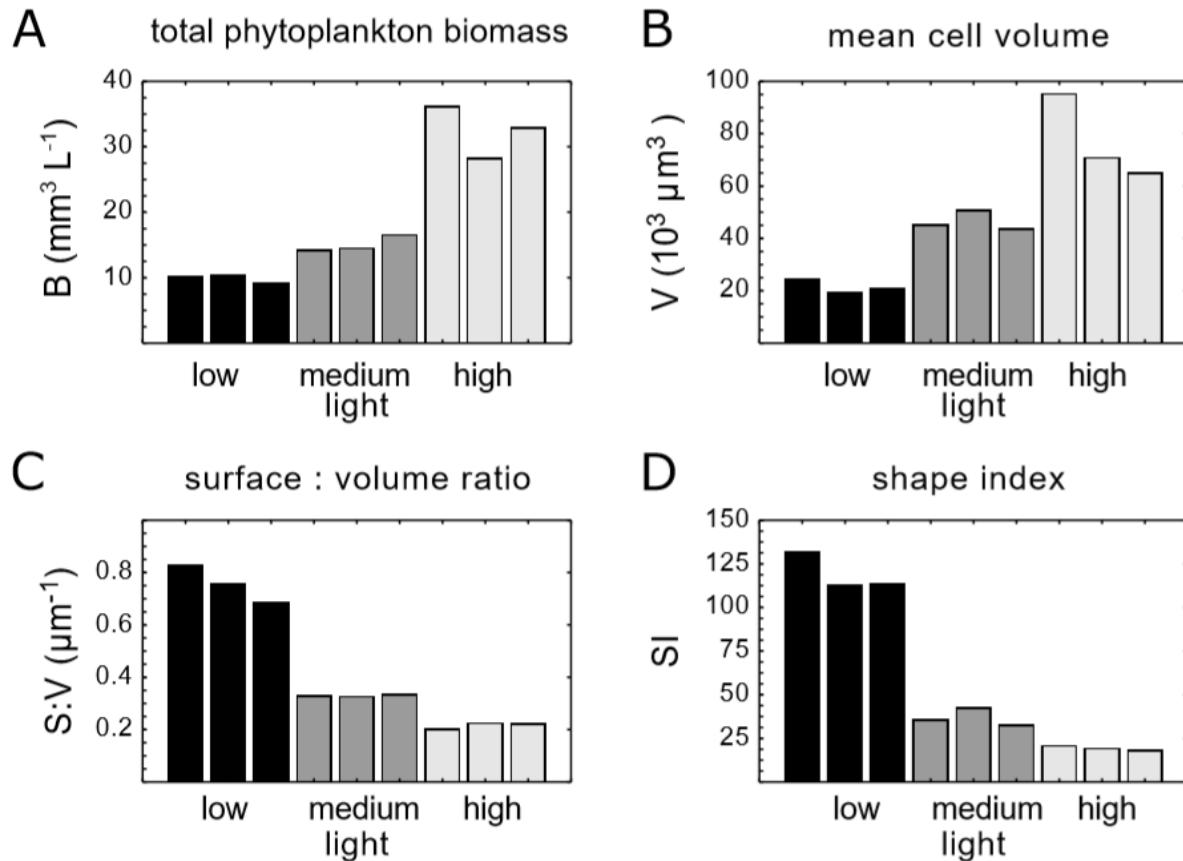 A total phytoplankton biomass
B (mm³ L⁻¹)
40
30
20
10
low medium high
light
B mean cell volume
V (10³ µm³ )
100
80
60
40
20
low medium high
light
C surface : volume ratio
S:V (µm⁻¹)
0.8
0.6
0.4
0.2
low medium high
light
D shape index
SI
150
125
100
75
50
25
low medium high
light